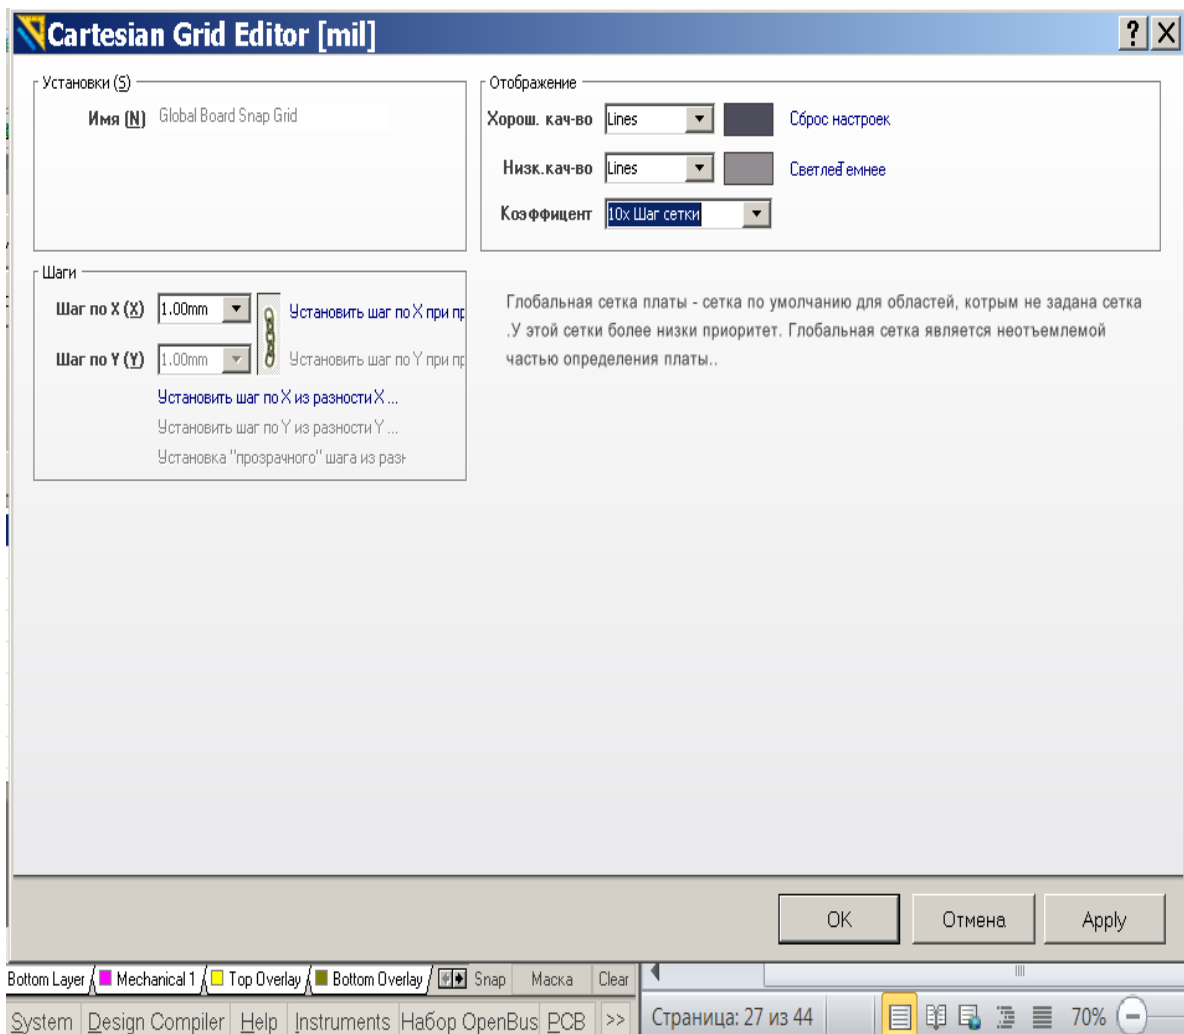 Cartesian Grid Editor [mil]
Установки (S)
Имя (N) Global Board Snap Grid
Отображение
Хорош. кач-во Lines Сброс настроек
Низк.кач-во Lines Светлее Темнее
Коэффицент 10x Шаг сетки
Шаги
Шаг по X (X) 1.00mm Установить шаг по X при пр
Шаг по Y (Y) 1.00mm Установить шаг по Y при пр
Установить шаг по X из разности X ...
Установить шаг по Y из разности Y ...
Установка "прозрачного" шага из разн
Глобальная сетка платы - сетка по умолчанию для областей, котрым не задана сетка
.У этой сетки более низки приоритет. Глобальная сетка является неотъемлемой
частью определения платы..
OK Отмена Apply
Bottom Layer Mechanical 1 Top Overlay Bottom Overlay Snap Маска Clear
System Design Compiler Help Instruments Набор OpenBus PCB >>
Страница: 27 из 44 70%